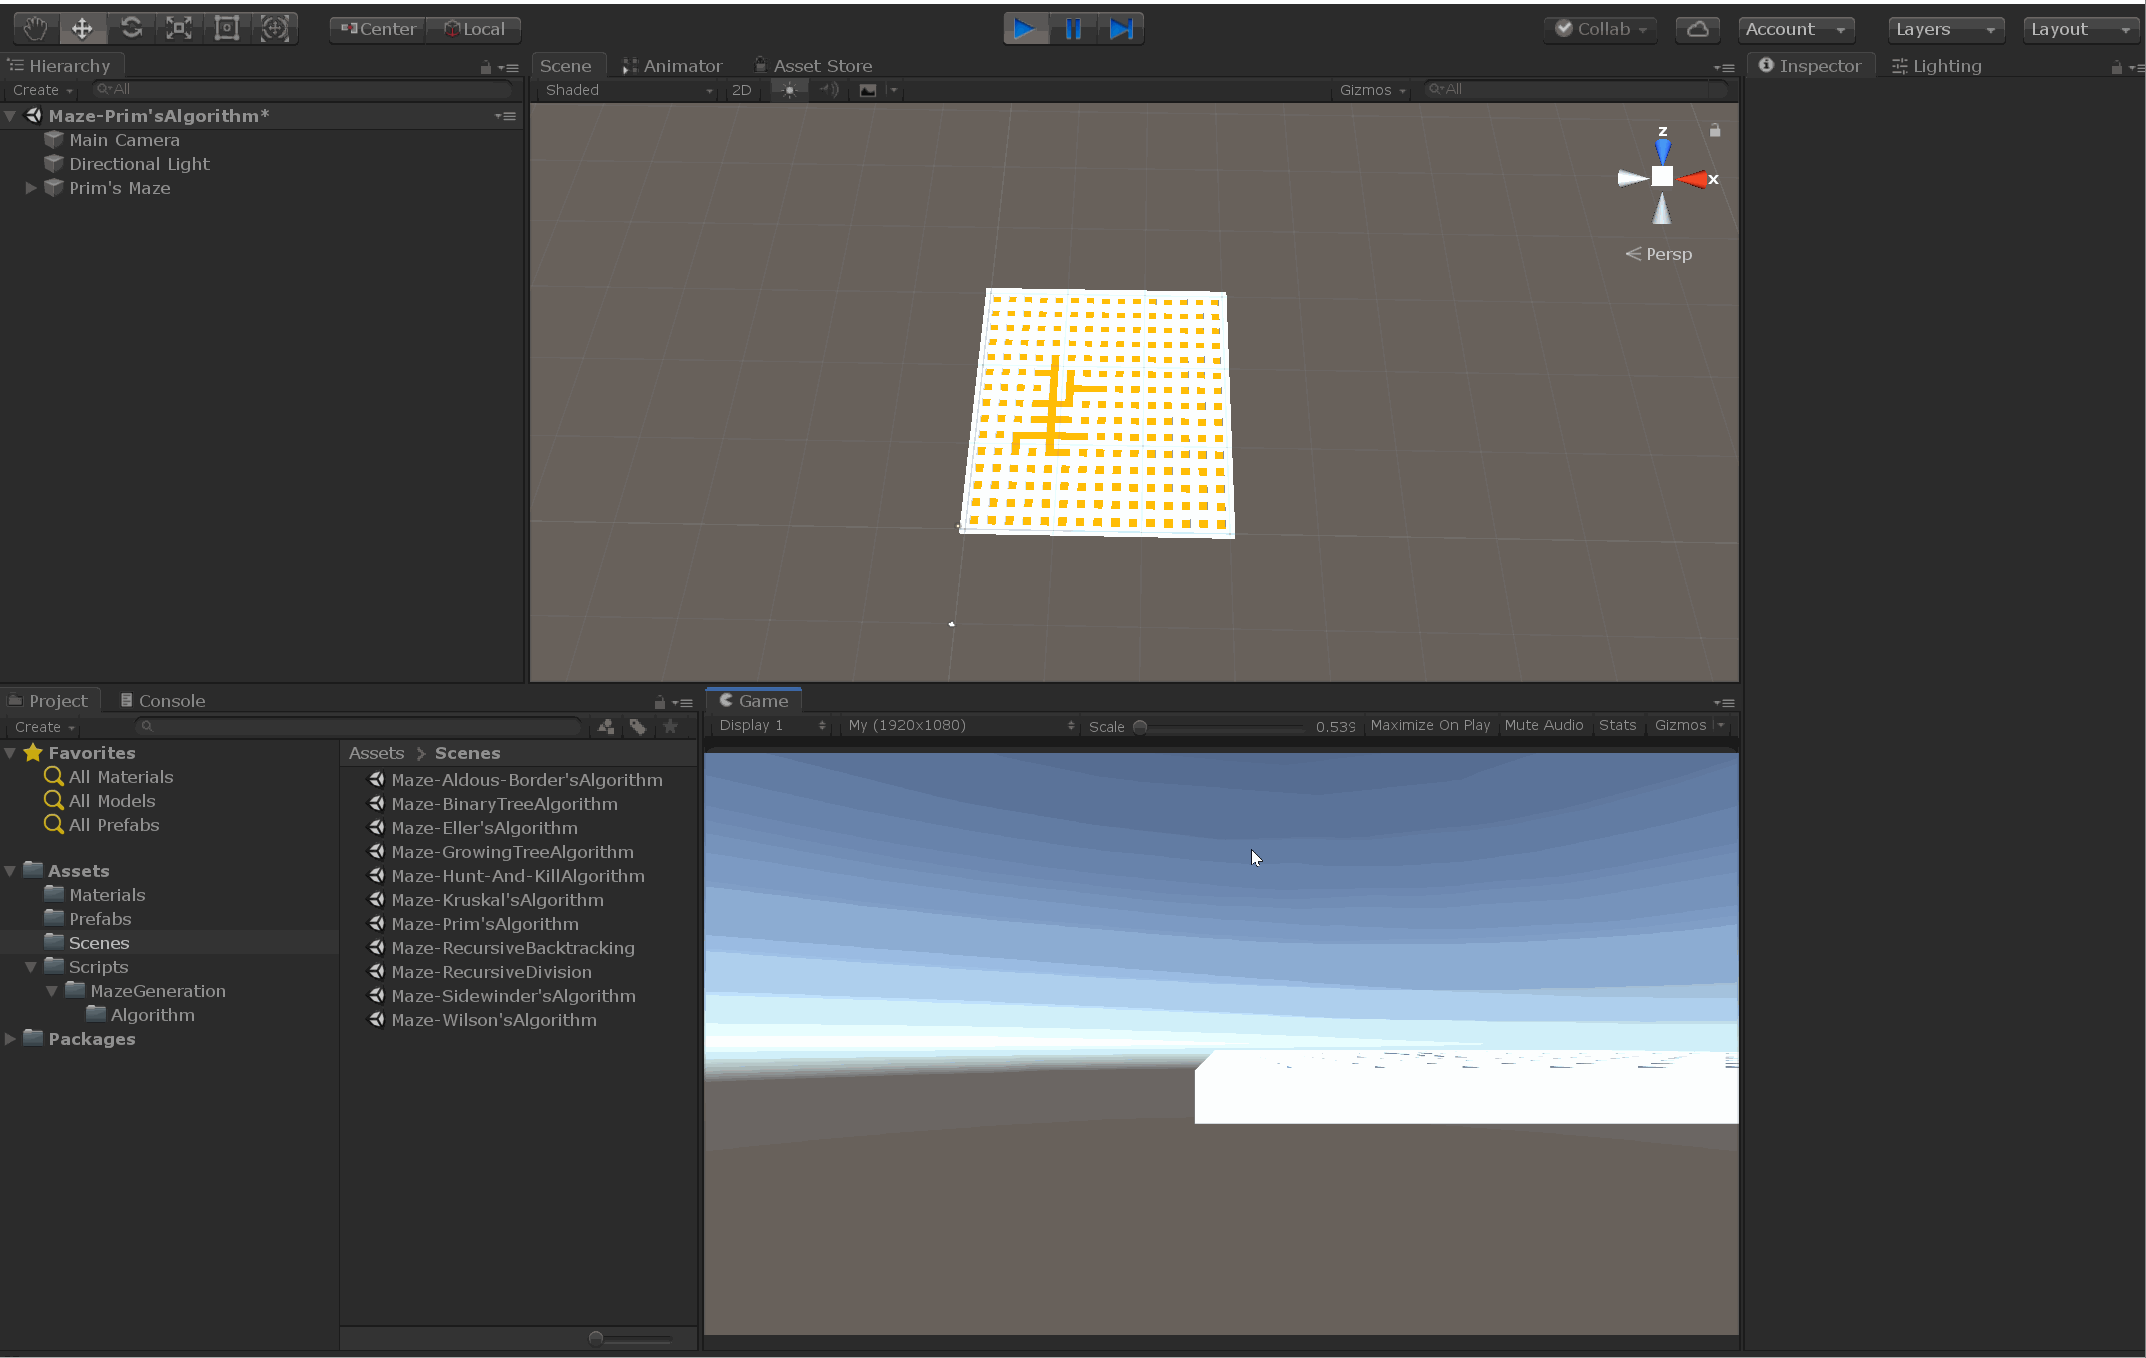 Center Local Collab Account Layers Layout
Hierarchy
Create All
Maze-Prim'sAlgorithm*
Main Camera
Directional Light
Prim's Maze
Scene Animator Asset Store
Shaded 2D Gizmos All
z
x
Persp
Inspector Lighting
Project Console
Create
Favorites
All Materials
All Models
All Prefabs
Assets
Materials
Prefabs
Scenes
Scripts
MazeGeneration
Algorithm
Packages
Assets > Scenes
Maze-Aldous-Border'sAlgorithm
Maze-BinaryTreeAlgorithm
Maze-Eller'sAlgorithm
Maze-GrowingTreeAlgorithm
Maze-Hunt-And-KillAlgorithm
Maze-Kruskal'sAlgorithm
Maze-Prim'sAlgorithm
Maze-RecursiveBacktracking
Maze-RecursiveDivision
Maze-Sidewinder'sAlgorithm
Maze-Wilson'sAlgorithm
Game
Display 1 My (1920x1080) Scale 0.539 Maximize On Play Mute Audio Stats Gizmos